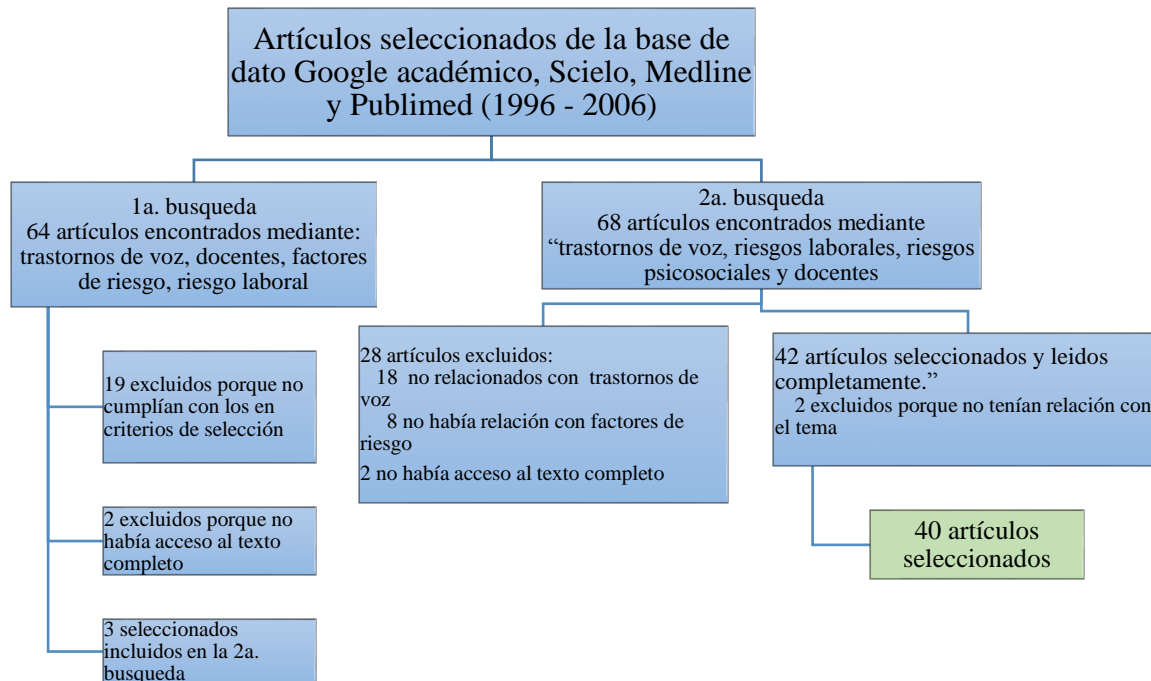 Artículos seleccionados de la base de
dato Google académico, Scielo, Medline
y Publimed (1996 - 2006)
1a. busqueda
64 artículos encontrados mediante:
trastornos de voz, docentes, factores
de riesgo, riesgo laboral
2a. busqueda
68 artículos encontrados mediante
“trastornos de voz, riesgos laborales, riesgos
psicosociales y docentes
19 excluidos porque no
cumplían con los en
criterios de selección
2 excluidos porque no
había acceso al texto
completo
3 seleccionados
incluidos en la 2a.
busqueda
28 artículos excluidos:
18 no relacionados con trastornos de
voz
8 no había relación con factores de
riesgo
2 no había acceso al texto completo
42 artículos seleccionados y leidos
completamente.”
2 excluidos porque no tenían relación con
el tema
40 artículos
seleccionados